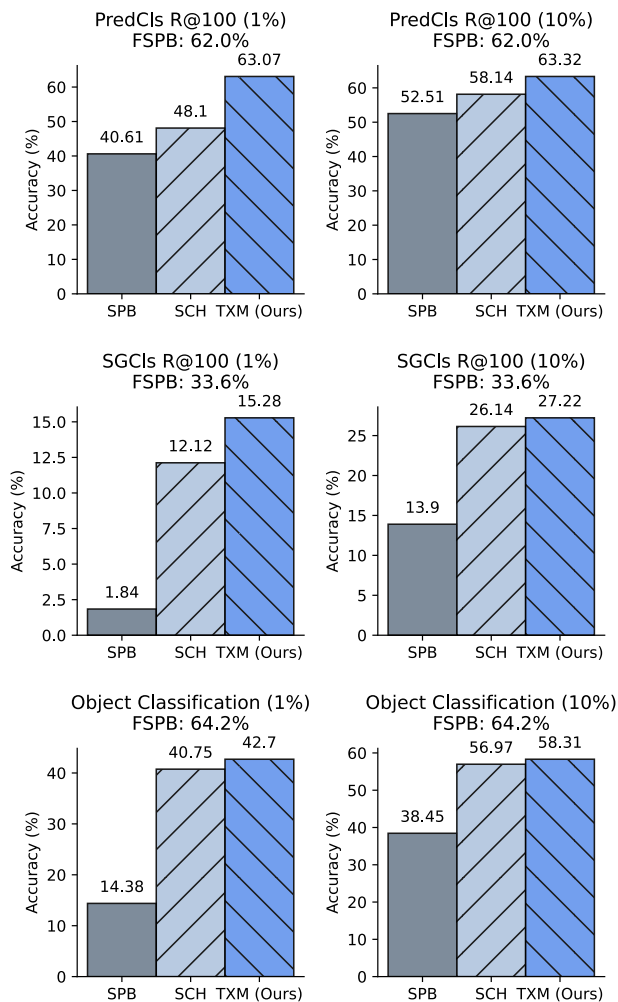 PredCls R@100 (1%)
FSPB: 62.0%
63.07
48.1
40.61
Accuracy (%)
60
50
40
30
20
10
0
SPB SCH TXM (Ours)
PredCls R@100 (10%)
FSPB: 62.0%
63.32
58.14
52.51
Accuracy (%)
60
50
40
30
20
10
0
SPB SCH TXM (Ours)
SGCls R@100 (1%)
FSPB: 33.6%
15.28
12.12
1.84
Accuracy (%)
15.0
12.5
10.0
7.5
5.0
2.5
0.0
SPB SCH TXM (Ours)
SGCls R@100 (10%)
FSPB: 33.6%
27.22
26.14
13.9
Accuracy (%)
25
20
15
10
5
0
SPB SCH TXM (Ours)
Object Classification (1%)
FSPB: 64.2%
42.7
40.75
14.38
Accuracy (%)
40
30
20
10
0
SPB SCH TXM (Ours)
Object Classification (10%)
FSPB: 64.2%
58.31
56.97
38.45
Accuracy (%)
60
50
40
30
20
10
0
SPB SCH TXM (Ours)